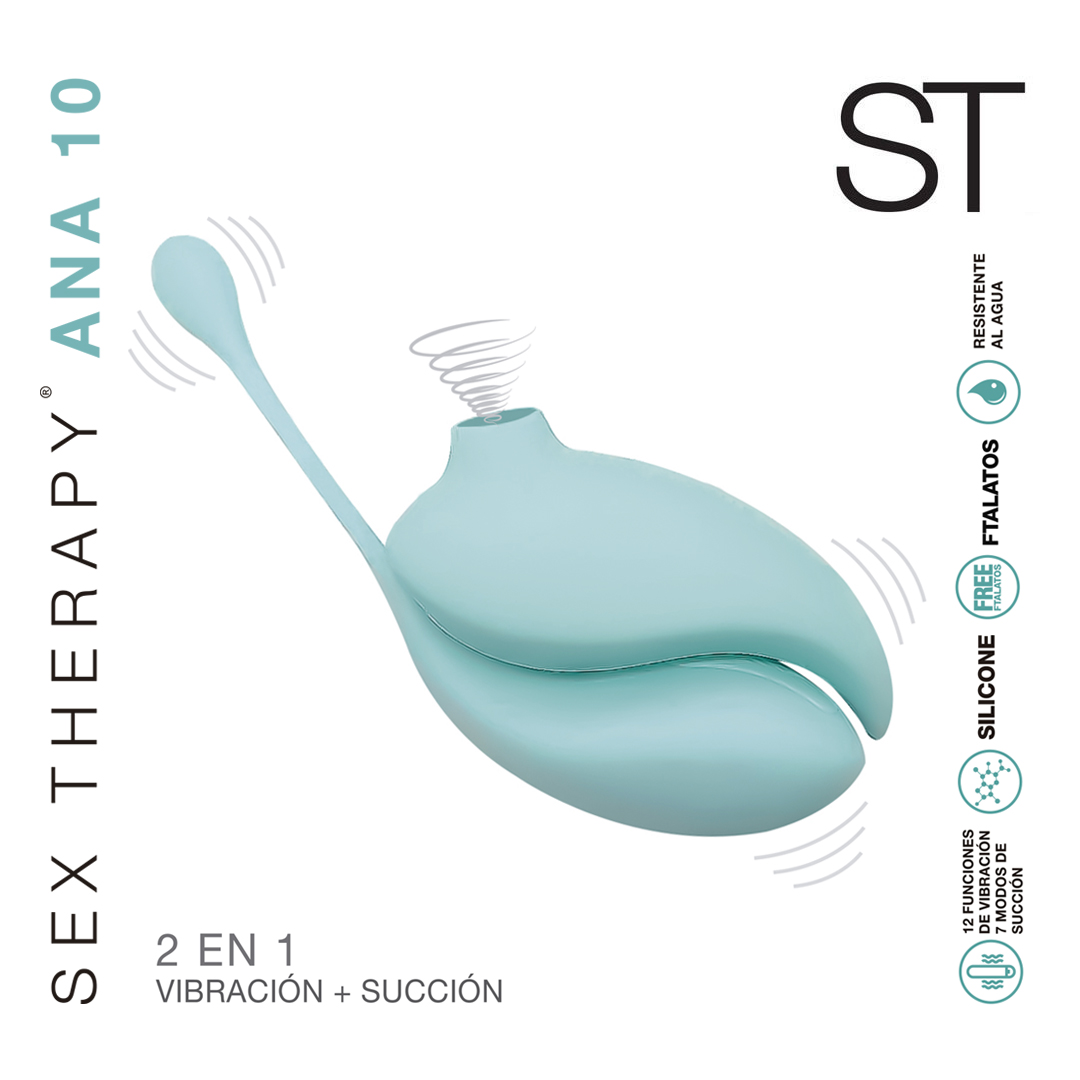 SEX THERAPY® ANA 10
ST
RESISTENTE
AL AGUA
FTALATOS
FREE
FTALATOS
SILICONE
12 FUNCIONES
DE VIBRACIÓN
7 MODOS DE
SUCCIÓN
2 EN 1
VIBRACIÓN + SUCCIÓN